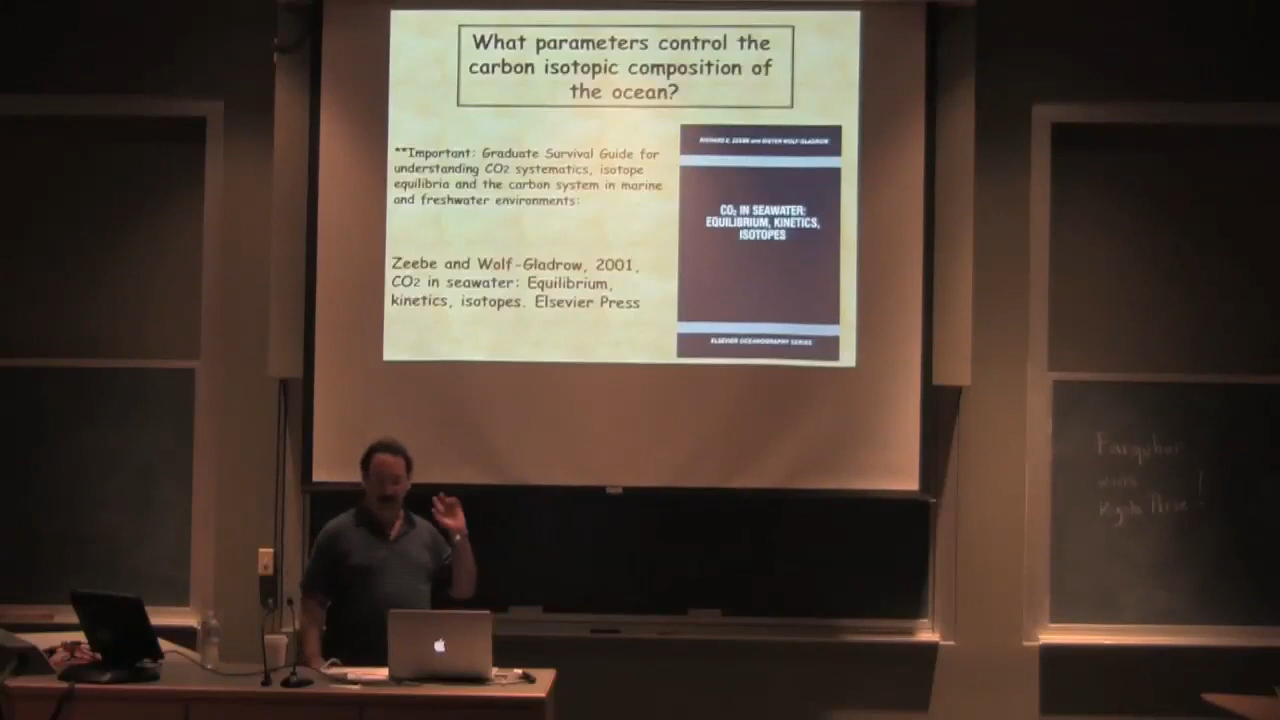 What parameters control the
carbon isotopic composition of
the ocean?
**Important: Graduate Survival Guide for
understanding CO2 systematics, isotope
equilibria and the carbon system in marine
and freshwater environments:
Zeebe and Wolf-Gladrow, 2001,
CO2 in seawater: Equilibrium,
kinetics, isotopes. Elsevier Press
RICHARD E. ZEEBE and DIETER WOLF-GLADROW
CO₂ IN SEAWATER:
EQUILIBRIUM, KINETICS,
ISOTOPES
ELSEVIER OCEANOGRAPHY SERIES
Farquhar
wins